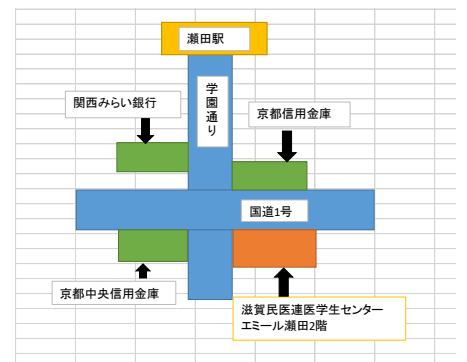 瀬田駅
学園通り
関西みらい銀行
京都信用金庫
国道1号
京都中央信用金庫
滋賀民医連医学生センター
エミール瀬田2階